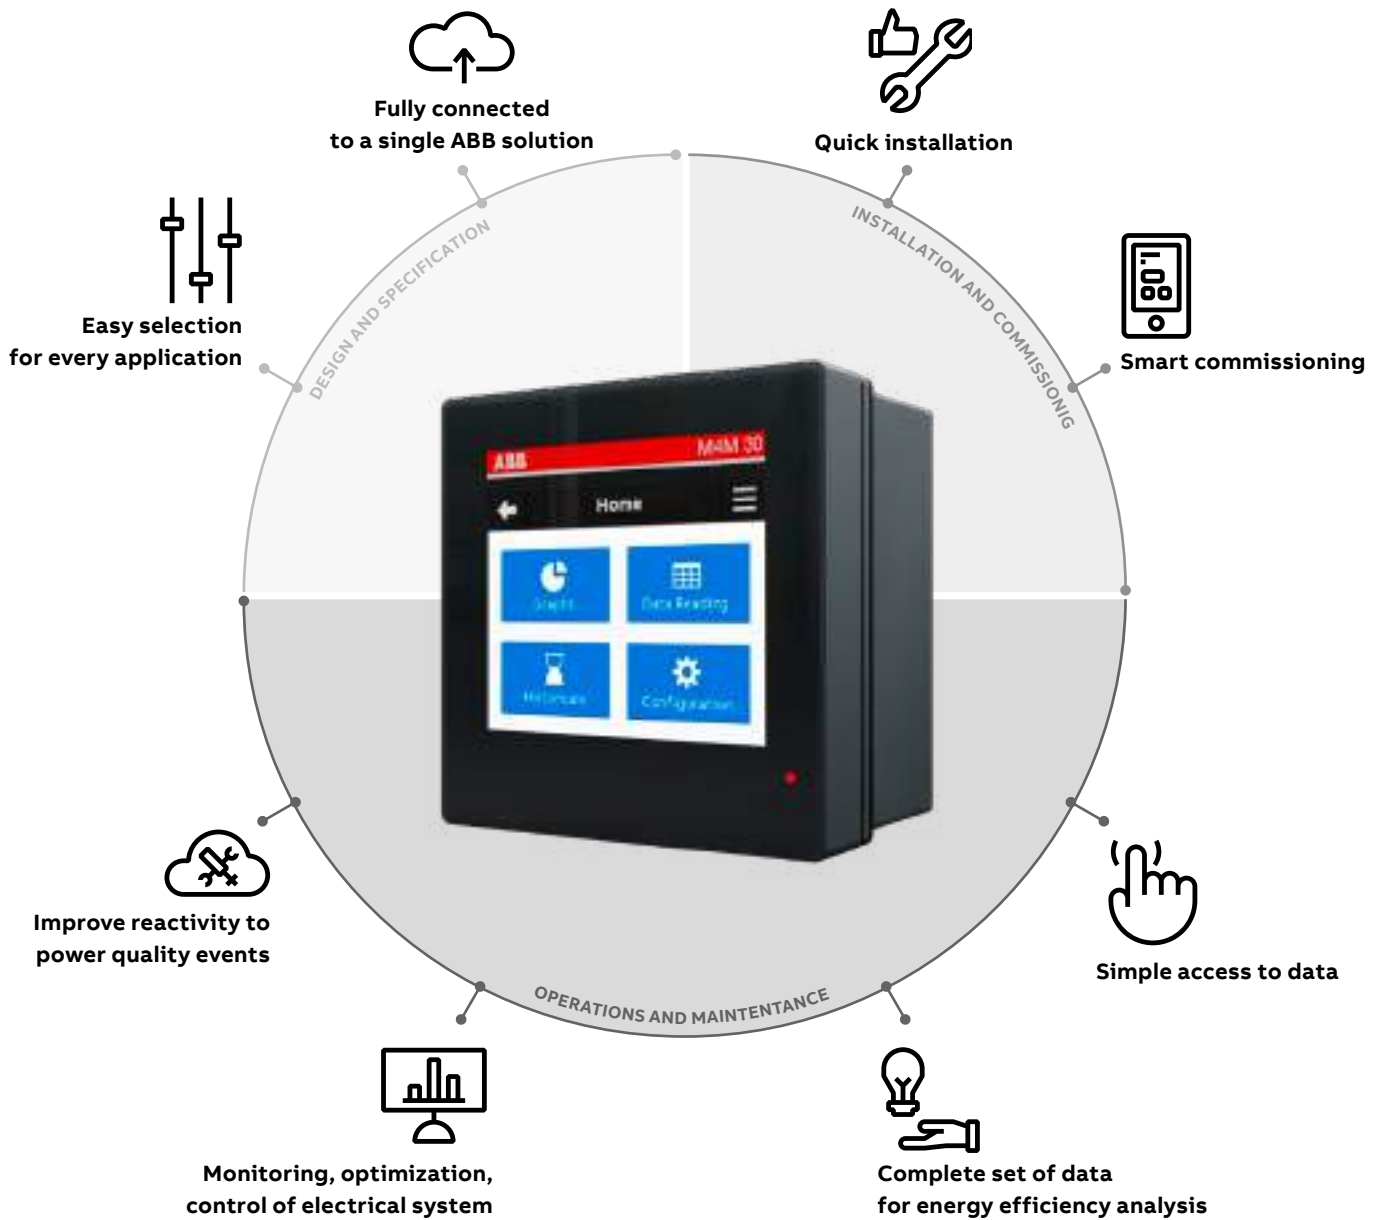 Fully connected
to a single ABB solution
Quick installation
Easy selection
for every application
DESIGN AND SPECIFICATION
INSTALLATION AND COMMISSIONIG
Smart commissioning
ABB
M4M 30
Home
Data Reading
Configuration
Improve reactivity to
power quality events
Simple access to data
OPERATIONS AND MAINTENTANCE
Monitoring, optimization,
control of electrical system
Complete set of data
for energy efficiency analysis